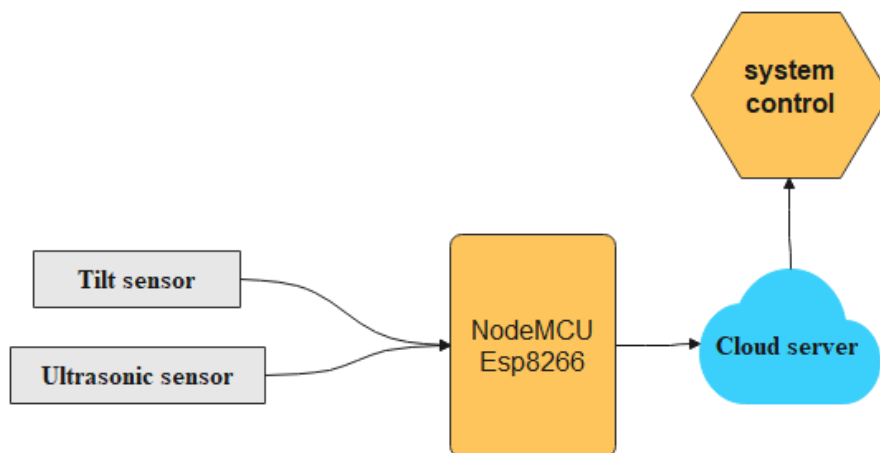 system
control
Tilt sensor
NodeMCU
Esp8266
Cloud server
Ultrasonic sensor